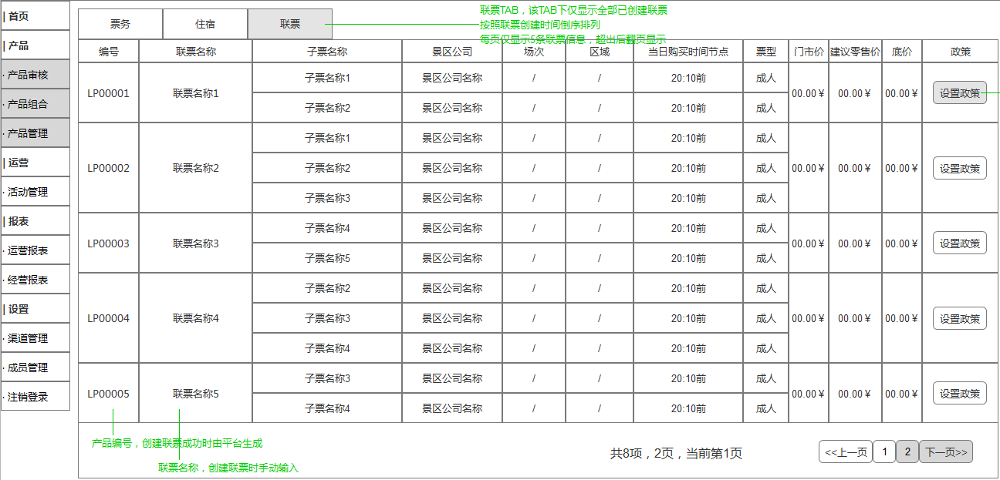 | 首页
| 产品
· 产品审核
· 产品组合
· 产品管理
| 运营
· 活动管理
| 报表
· 运营报表
· 经营报表
| 设置
· 渠道管理
· 成员管理
· 注销登录
票务 住宿 联票
联票TAB，该TAB下仅显示全部已创建联票
按照联票创建时间倒序排列
每页仅显示5条联票信息，超出后翻页显示
编号 联票名称 子票名称 景区公司 场次 区域 当日购买时间节点 票型 门市价 建议零售价 底价 政策
LP00001 联票名称1 子票名称1 景区公司名称 / / 20:10前 成人 00.00¥ 00.00¥ 00.00¥ 设置政策
子票名称2 景区公司名称 / / 20:10前 成人
LP00002 联票名称2 子票名称1 景区公司名称 / / 20:10前 成人 00.00¥ 00.00¥ 00.00¥ 设置政策
子票名称2 景区公司名称 / / 20:10前 成人
子票名称3 景区公司名称 / / 20:10前 成人
LP00003 联票名称3 子票名称4 景区公司名称 / / 20:10前 成人 00.00¥ 00.00¥ 00.00¥ 设置政策
子票名称5 景区公司名称 / / 20:10前 成人
LP00004 联票名称4 子票名称2 景区公司名称 / / 20:10前 成人 00.00¥ 00.00¥ 00.00¥ 设置政策
子票名称3 景区公司名称 / / 20:10前 成人
子票名称4 景区公司名称 / / 20:10前 成人
LP00005 联票名称5 子票名称3 景区公司名称 / / 20:10前 成人 00.00¥ 00.00¥ 00.00¥ 设置政策
子票名称4 景区公司名称 / / 20:10前 成人
产品编号，创建联票成功时由平台生成
联票名称，创建联票时手动输入
共8项，2页，当前第1页 <<上一页 1 2 下一页>>